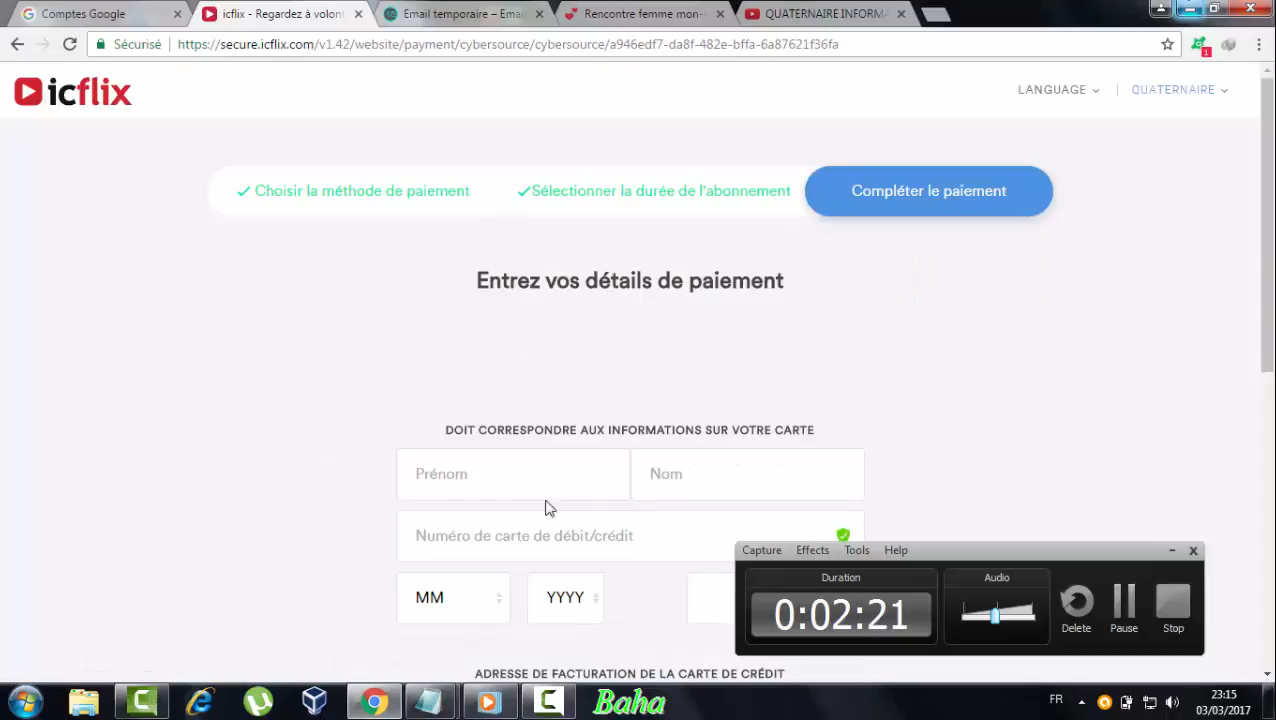 Comptes Google
icflix - Regardez à volont
Email temporaire – Emai
Rencontre femme mon-
QUATERNAIRE INFORMA
Sécurisé
https://secure.icflix.com/v1.42/website/payment/cybersource/cybersource/a946edf7-da8f-482e-bffa-6a87621f36fa
1
icflix
LANGUAGE
QUATERNAIRE
Choisir la méthode de paiement
Sélectionner la durée de l'abonnement
Compléter le paiement
Entrez vos détails de paiement
DOIT CORRESPONDRE AUX INFORMATIONS SUR VOTRE CARTE
Prénom
Nom
Numéro de carte de débit/crédit
MM
YYYY
ADRESSE DE FACTURATION DE LA CARTE DE CRÉDIT
Capture Effects Tools Help
Duration
0:02:21
Audio
Delete
Pause
Stop
Baha
FR
23:15
03/03/2017